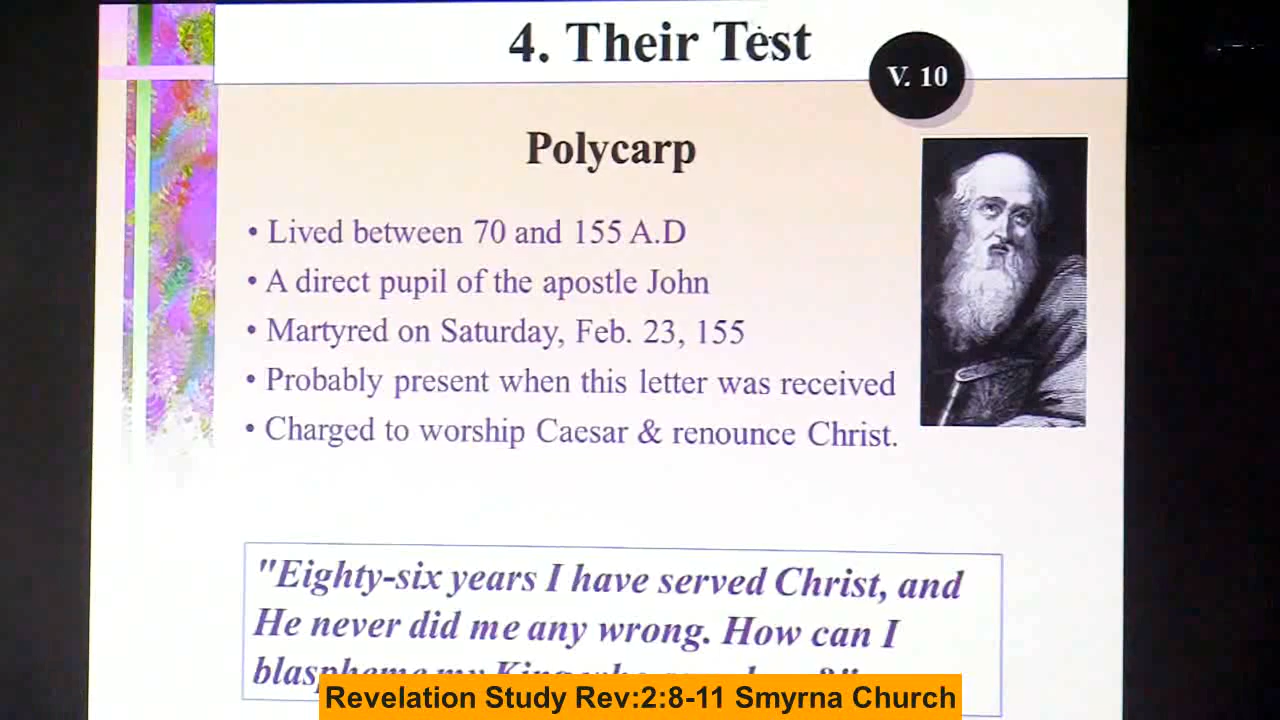 4. Their Test
V. 10
Polycarp
• Lived between 70 and 155 A.D
• A direct pupil of the apostle John
• Martyred on Saturday, Feb. 23, 155
• Probably present when this letter was received
• Charged to worship Caesar & renounce Christ.
"Eighty-six years I have served Christ, and
He never did me any wrong. How can I
blaspheme my King
Revelation Study Rev:2:8-11 Smyrna Church